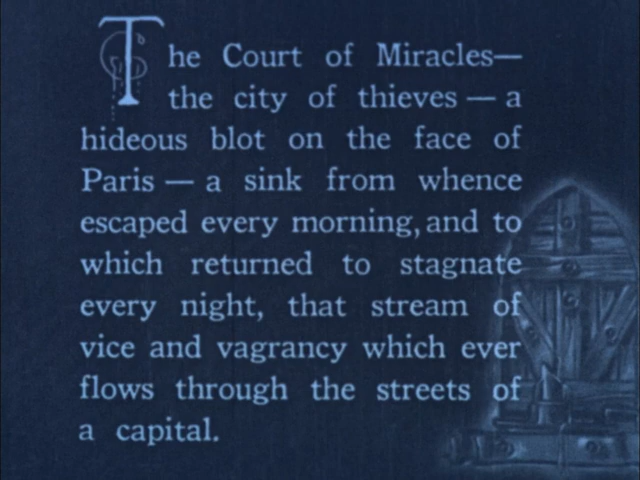 The Court of Miracles—
the city of thieves — a
hideous blot on the face of
Paris — a sink from whence
escaped every morning, and to
which returned to stagnate
every night, that stream of
vice and vagrancy which ever
flows through the streets of
a capital.